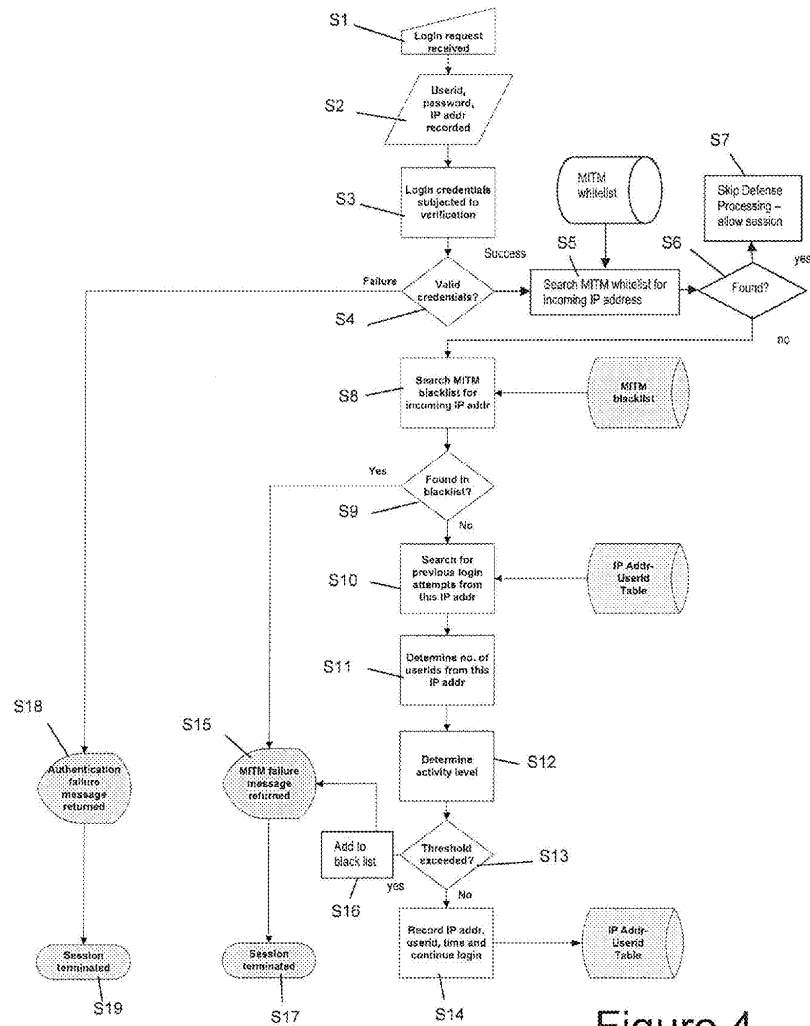 S1
Login request
received
S2
Userid,
password,
IP addr
recorded
S3
Login credentials
subjected to
verification
MITM
whitelist
S7
Skip Defense
Processing –
allow session
Success
S5
S6
yes
Failure
Valid
credentials?
S4
Search MITM whitelist for
incoming IP address
Found?
no
S8
Search MITM
blacklist for
incoming IP addr
MITM
blacklist
Yes
Found in
blacklist?
S9
No
S10
Search for
previous login
attempts from
this IP addr
IP Addr-
Userid
Table
S11
Determine no. of
userids from this
IP addr
S18
S15
S12
Authentication
failure
message
returned
MITM failure
message
returned
Determine
activity level
Add to
black list
Threshold
exceeded?
S13
yes
S16
No
Session
terminated
Session
terminated
Record IP addr,
userid, time and
continue login
IP Addr-
Userid
Table
S19
S17
S14
Figure 4